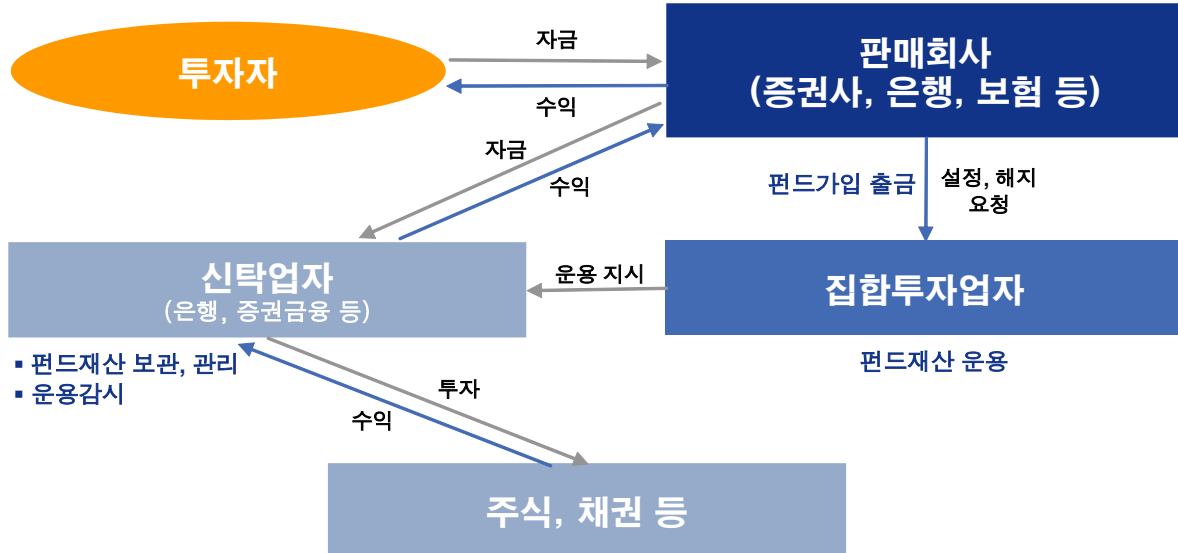 투자자
자금
수익
판매회사
(증권사, 은행, 보험 등)
자금
수익
펀드가입 출금
설정, 해지
요청
신탁업자
(은행, 증권금융 등)
운용 지시
집합투자업자
▪ 펀드재산 보관, 관리
▪ 운용감시
펀드재산 운용
투자
수익
주식, 채권 등